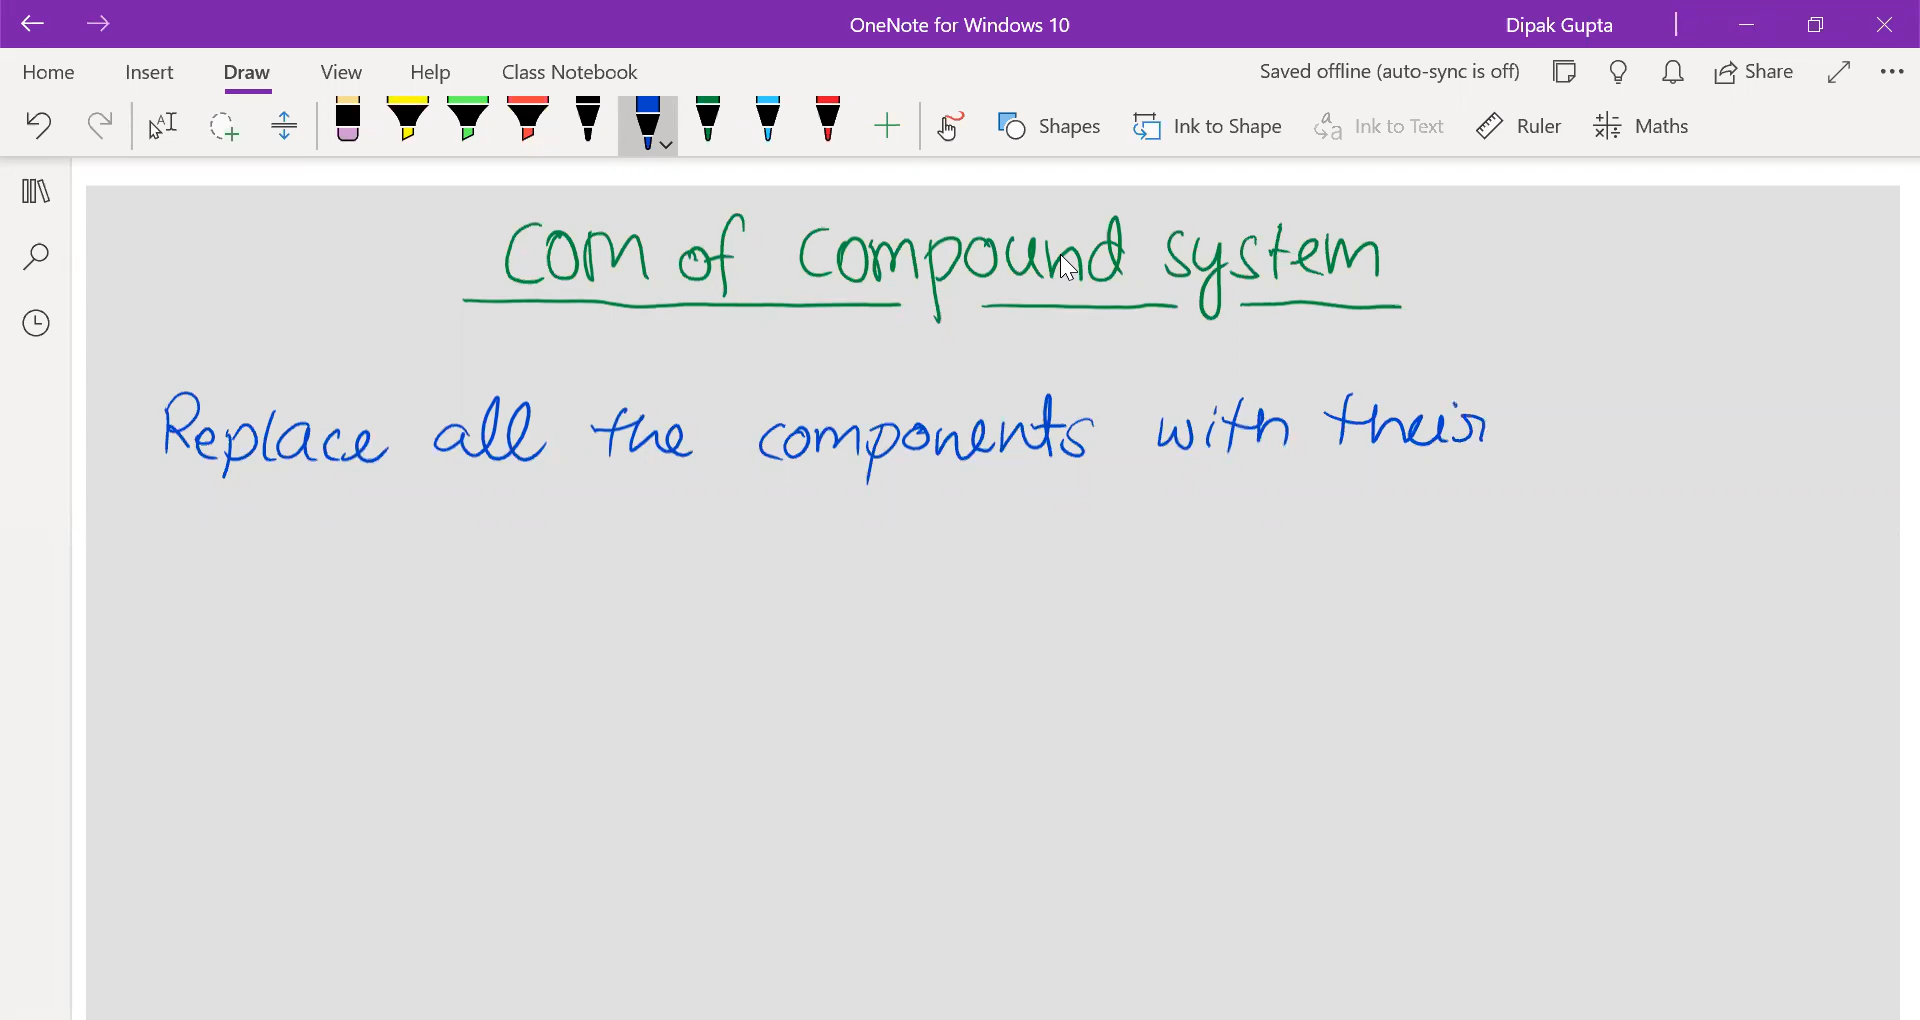 OneNote for Windows 10
Dipak Gupta
Home Insert Draw View Help Class Notebook
Saved offline (auto-sync is off) Share
Shapes Ink to Shape Ink to Text Ruler Maths
COM of compound system
Replace all the components with their